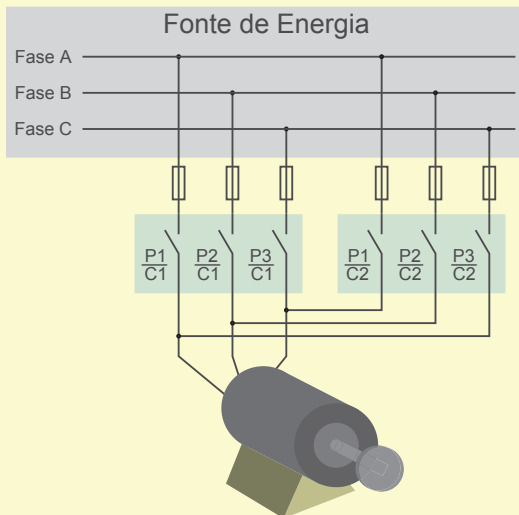 Fonte de Energia
Fase A
Fase B
Fase C
P1 P2 P3 P1 P2 P3
C1 C1 C1 C2 C2 C2